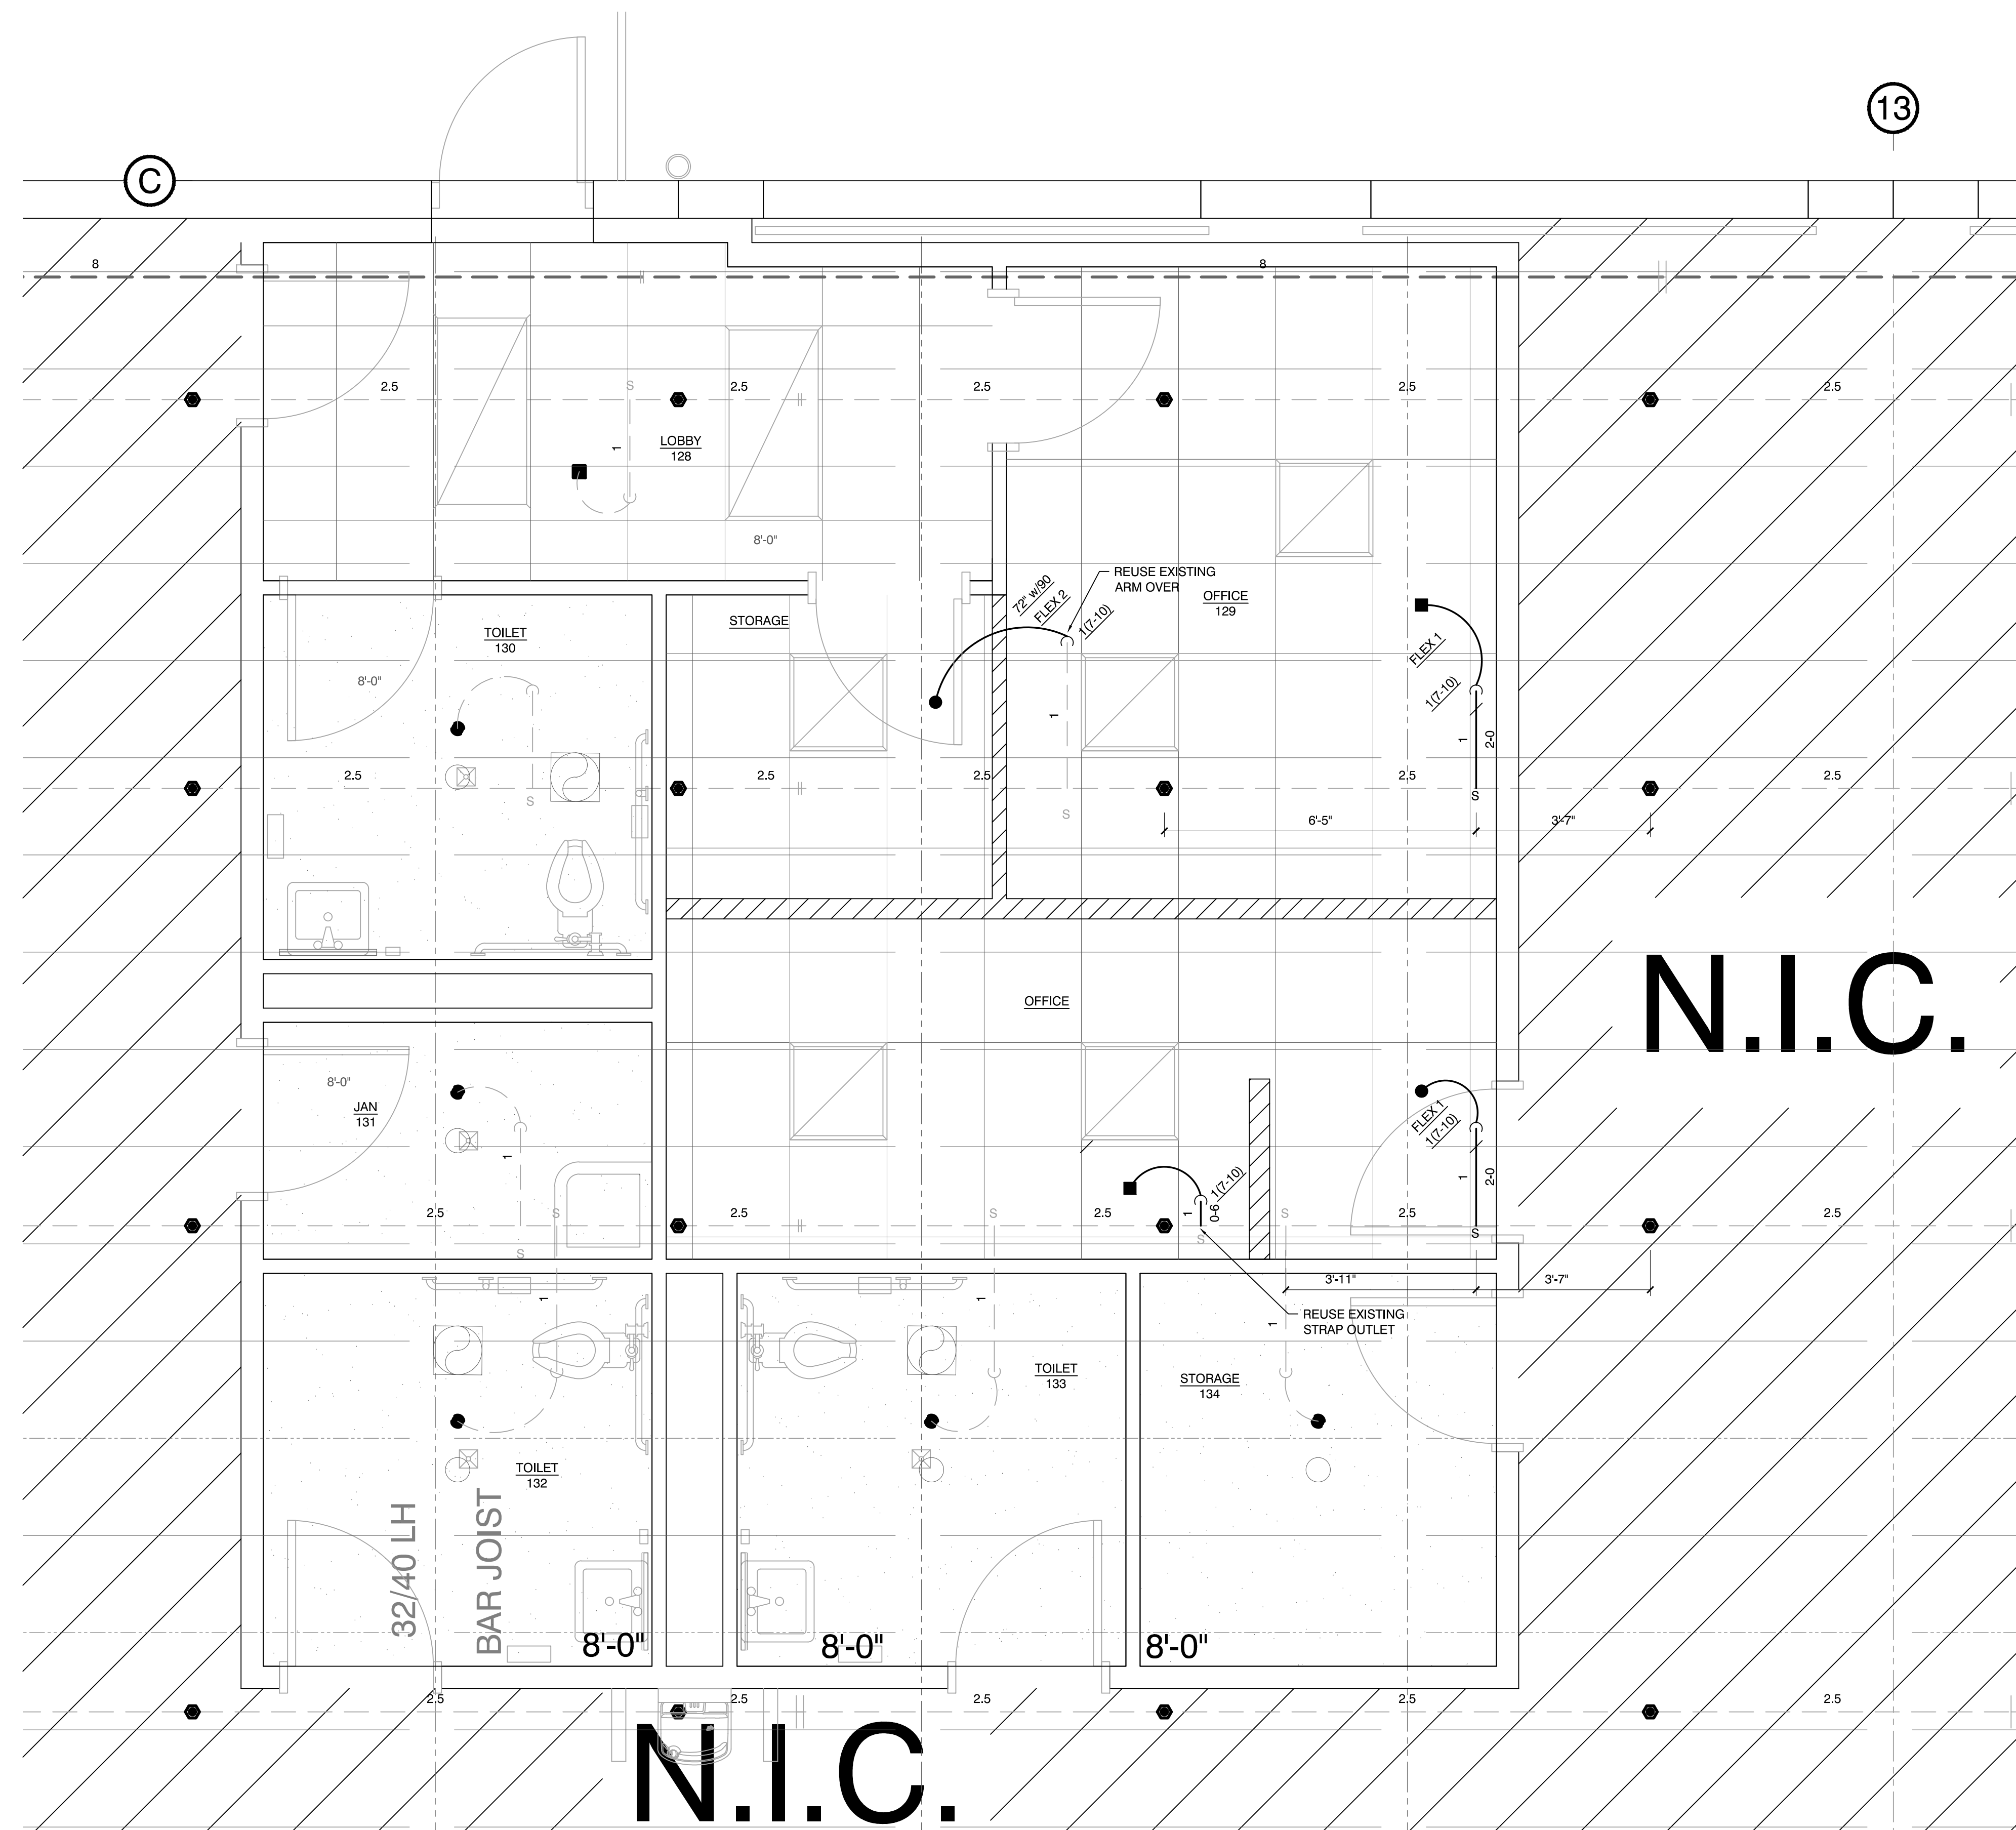 13
C
8
8
2.5
S
2.5
2.5
2.5
2.5
LOBBY
128
1
8'-0"
72" w/90
FLEX 2
REUSE EXISTING
ARM OVER
1(7-10)
OFFICE
129
STORAGE
TOILET
130
8'-0"
FLEX 1
1(7-10)
1
1
2-0
2.5
2.5
2.5
2.5
2.5
S
S
S
6'-5"
3'-7"
N.I.C.
OFFICE
8'-0"
JAN
131
FLEX 1
1(7-10)
1
1
2-0
1(7-10)
1
0-6
2.5
S
2.5
S
2.5
S
2.5
2.5
S
S
S
3'-11"
3'-7"
1
1
1
REUSE EXISTING
STRAP OUTLET
TOILET
133
STORAGE
134
TOILET
132
32/40 LH
BAR JOIST
8'-0"
8'-0"
8'-0"
2.5
2.5
2.5
2.5
2.5
N.I.C.